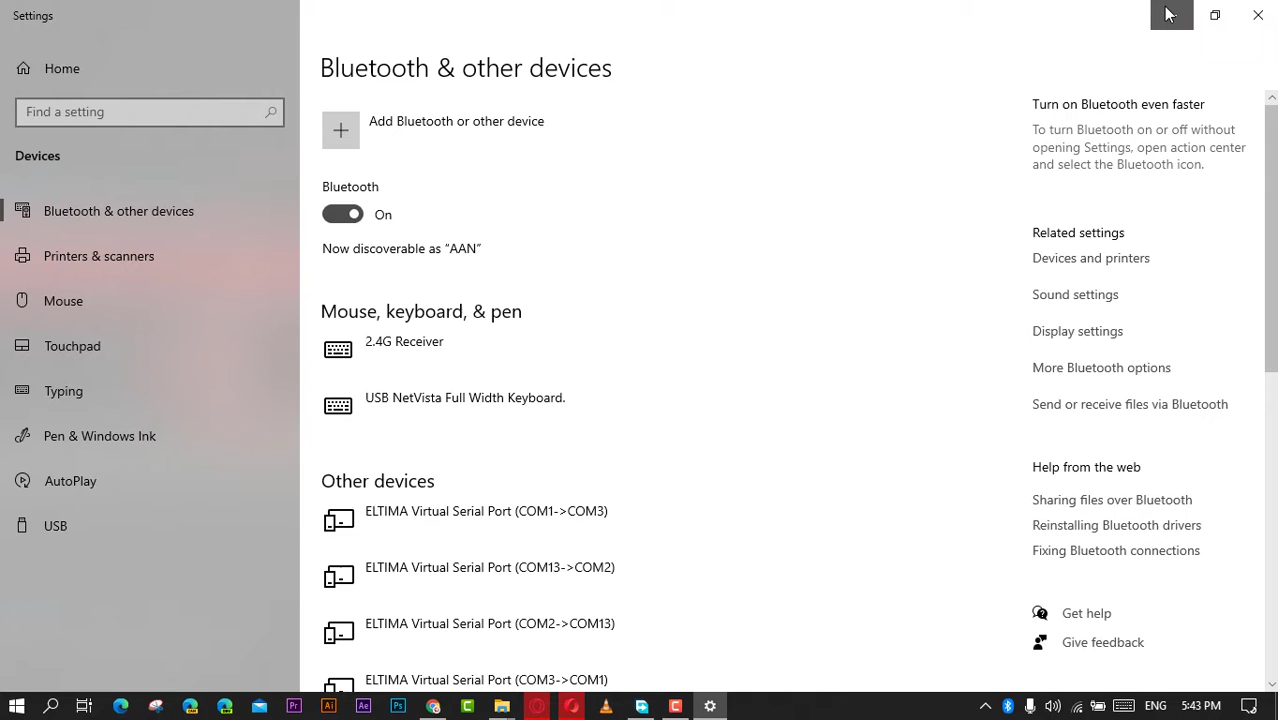 Settings
Home
Find a setting
Devices
Bluetooth & other devices
Printers & scanners
Mouse
Touchpad
Typing
Pen & Windows Ink
AutoPlay
USB
Bluetooth & other devices
Add Bluetooth or other device
Bluetooth
On
Now discoverable as “AAN”
Mouse, keyboard, & pen
2.4G Receiver
USB NetVista Full Width Keyboard.
Other devices
ELTIMA Virtual Serial Port (COM1->COM3)
ELTIMA Virtual Serial Port (COM13->COM2)
ELTIMA Virtual Serial Port (COM2->COM13)
ELTIMA Virtual Serial Port (COM3->COM1)
Turn on Bluetooth even faster
To turn Bluetooth on or off without
opening Settings, open action center
and select the Bluetooth icon.
Related settings
Devices and printers
Sound settings
Display settings
More Bluetooth options
Send or receive files via Bluetooth
Help from the web
Sharing files over Bluetooth
Reinstalling Bluetooth drivers
Fixing Bluetooth connections
Get help
Give feedback
Pr
Ai
Ae
Ps
ENG
5:43 PM